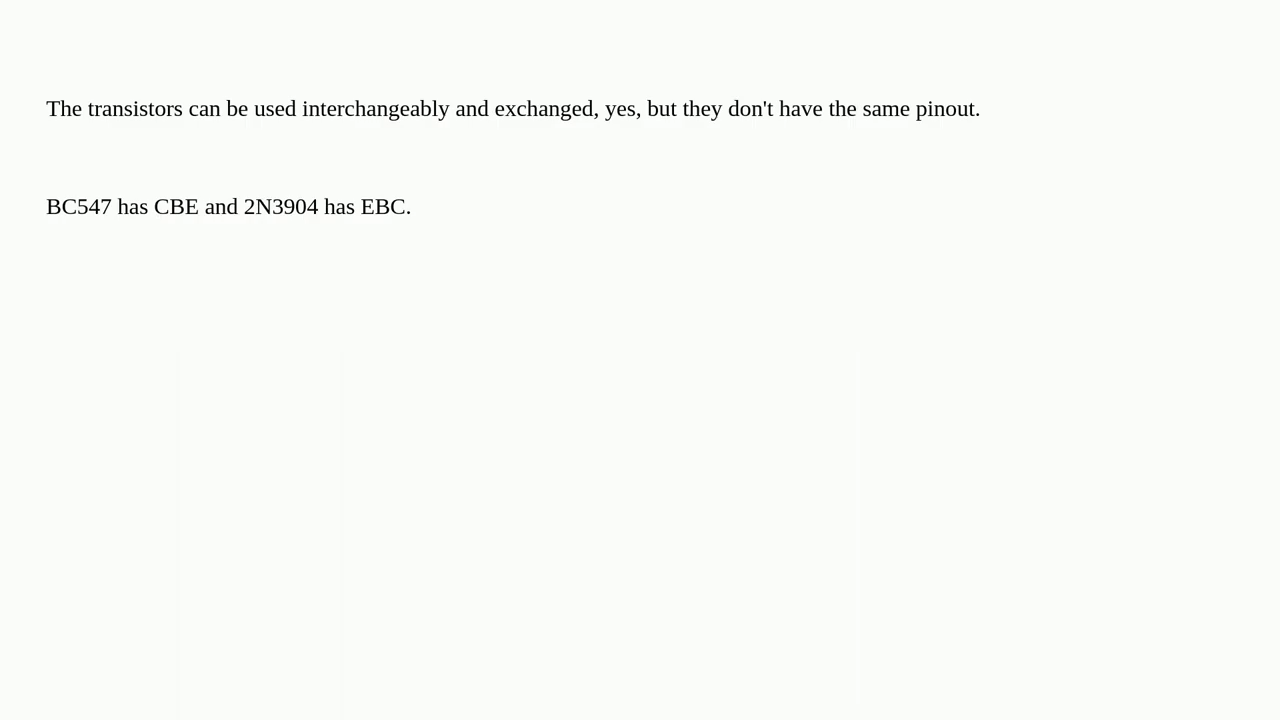 The transistors can be used interchangeably and exchanged, yes, but they don't have the same pinout.
BC547 has CBE and 2N3904 has EBC.